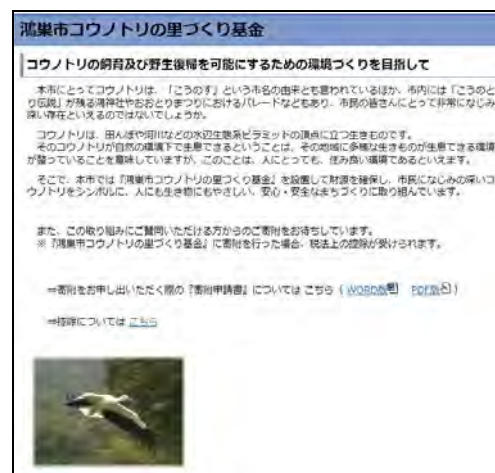 鴻巣市コウノトリの里づくり基金
コウノトリの飼育及び野生復帰を可能にするための環境づくりを目指して
本市にとってコウノトリは、「こうのす」という市名の由来とも言われているほか、市内には「こうのと
り伝説」が残る鴻神社やおおとりまつりにおけるパレードなどもあり、市民の皆さんにとって非常になじみ
深い存在といえるのではないでしょうか。
コウノトリは、田んぼや河川などの水辺生態系ピラミッドの頂点に立つ生きものです。
そのコウノトリが自然の環境下で生息できるということは、その地域に多様な生きものが生息できる環境
が整っていることを意味していますが、このことは、人にとっても、住み良い環境であるといえます。
そこで、本市では『鴻巣市コウノトリの里づくり基金』を設置して財源を確保し、市民になじみの深いコ
ウノトリをシンボルに、人にも生き物にもやさしい、安心・安全なまちづくりに取り組んでいます。
また、この取り組みにご賛同いただける方からのご寄附をお待ちしています。
※『鴻巣市コウノトリの里づくり基金』に寄附を行った場合、税法上の控除が受けられます。
⇒寄附をお申し出いただく際の『寄附申請書』については こちら ( WORD版 PDF版 )
⇒控除については こちら